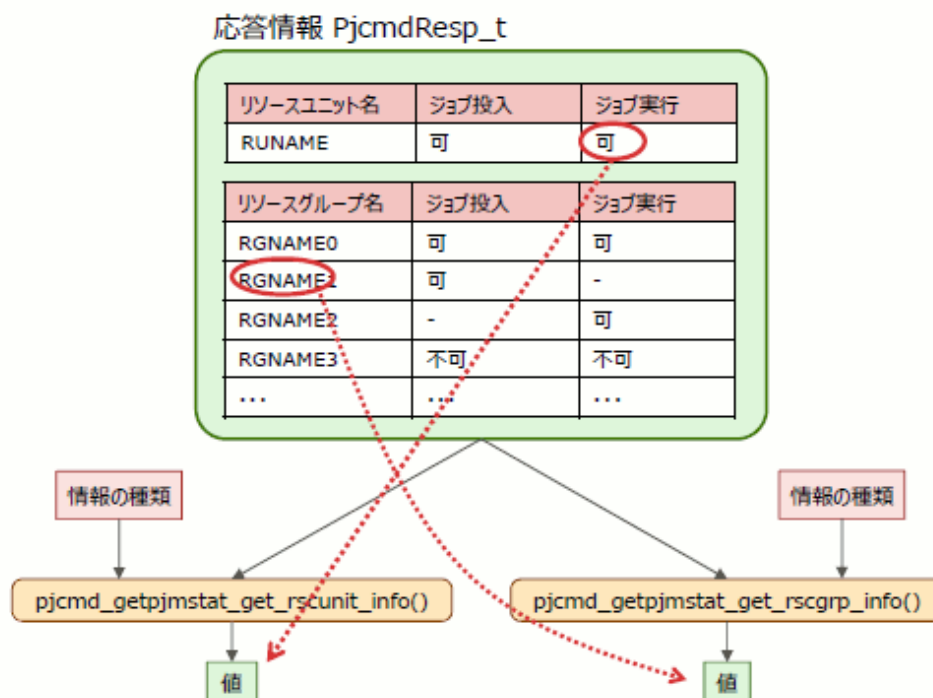 応答情報 PjcmdResp_t
リソースユニット名 ジョブ投入 ジョブ実行
RUNAME 可 可
リソースグループ名 ジョブ投入 ジョブ実行
RGNAME0 可 可
RGNAME1 可 -
RGNAME2 - 可
RGNAME3 不可 不可
... ... ...
情報の種類 情報の種類
pjcmd_getpjmstat_get_rscunit_info() pjcmd_getpjmstat_get_rscgrp_info()
値 値